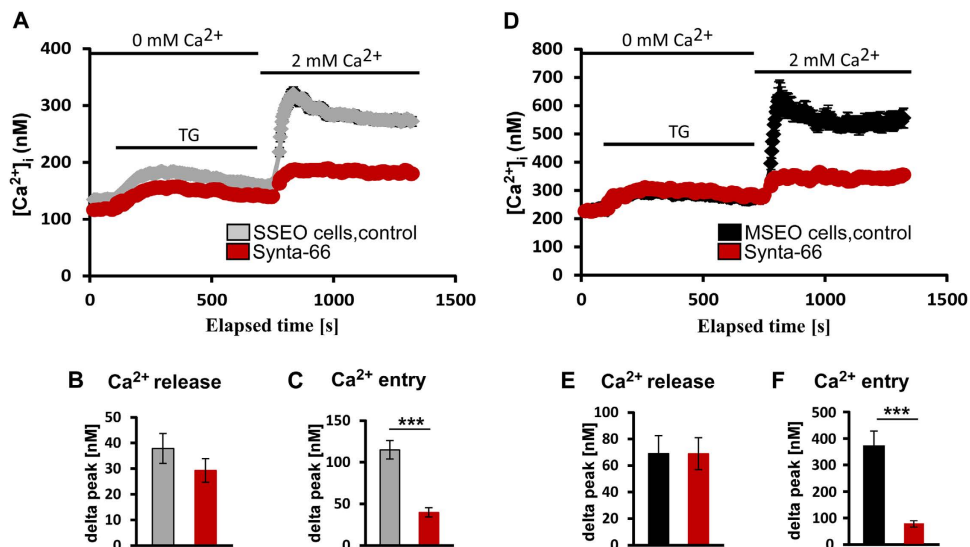 A
0 mM Ca²⁺
2 mM Ca²⁺
TG
[Ca²⁺]ᵢ (nM)
400
300
200
100
0
SSEO cells,control
Synta-66
0
500
1000
1500
Elapsed time [s]
D
0 mM Ca²⁺
2 mM Ca²⁺
TG
[Ca²⁺]ᵢ (nM)
800
700
600
500
400
300
200
100
0
MSEO cells,control
Synta-66
0
500
1000
1500
Elapsed time [s]
B
Ca²⁺ release
delta peak [nM]
50
40
30
20
10
0
C
Ca²⁺ entry
delta peak [nM]
150
100
50
0
***
E
Ca²⁺ release
delta peak [nM]
100
80
60
40
20
0
F
Ca²⁺ entry
delta peak [nM]
500
400
300
200
100
0
***